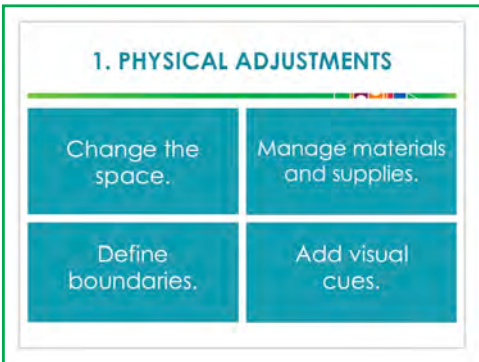 1. PHYSICAL ADJUSTMENTS
Change the
space.
Manage materials
and supplies.
Define
boundaries.
Add visual
cues.